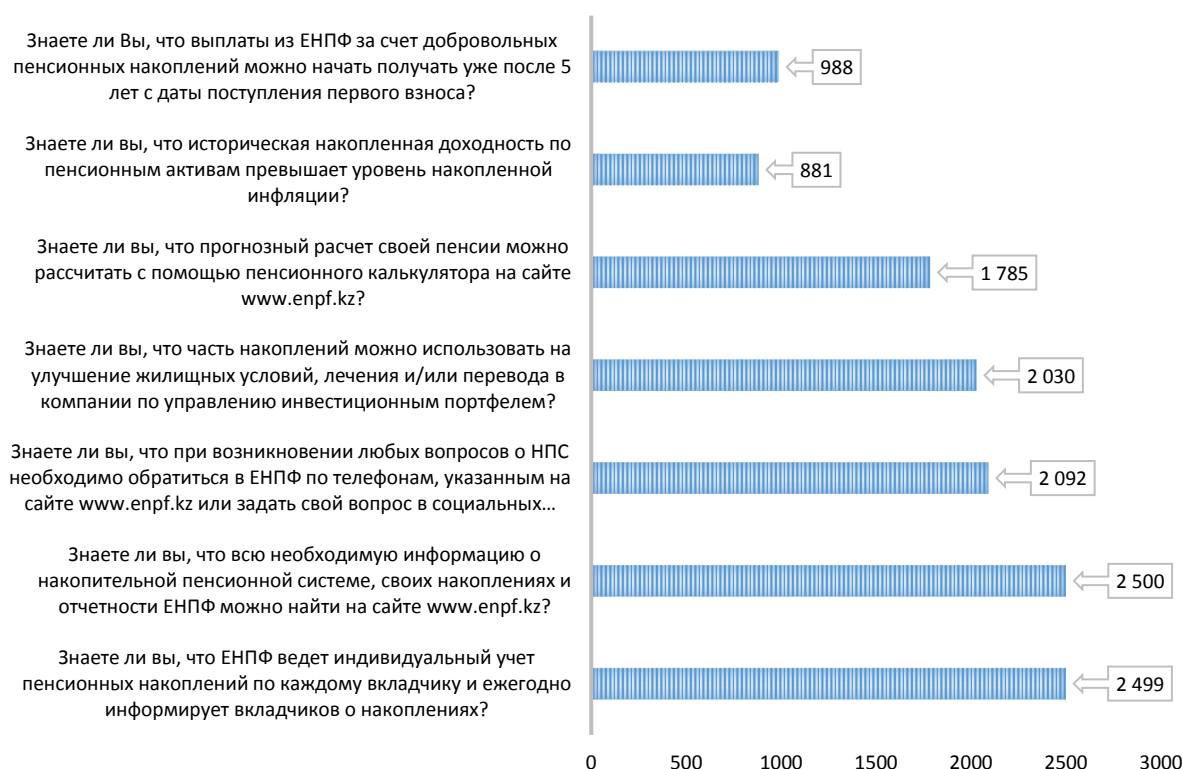 Знаете ли Вы, что выплаты из ЕНПФ за счет добровольных
пенсионных накоплений можно начать получать уже после 5
лет с даты поступления первого взноса?
988
Знаете ли вы, что историческая накопленная доходность по
пенсионным активам превышает уровень накопленной
инфляции?
881
Знаете ли вы, что прогнозный расчет своей пенсии можно
рассчитать с помощью пенсионного калькулятора на сайте
www.enpf.kz?
1 785
Знаете ли вы, что часть накоплений можно использовать на
улучшение жилищных условий, лечения и/или перевода в
компании по управлению инвестиционным портфелем?
2 030
Знаете ли вы, что при возникновении любых вопросов о НПС
необходимо обратиться в ЕНПФ по телефонам, указанным на
сайте www.enpf.kz или задать свой вопрос в социальных…
2 092
Знаете ли вы, что всю необходимую информацию о
накопительной пенсионной системе, своих накоплениях и
отчетности ЕНПФ можно найти на сайте www.enpf.kz?
2 500
Знаете ли вы, что ЕНПФ ведет индивидуальный учет
пенсионных накоплений по каждому вкладчику и ежегодно
информирует вкладчиков о накоплениях?
2 499
0 500 1000 1500 2000 2500 3000